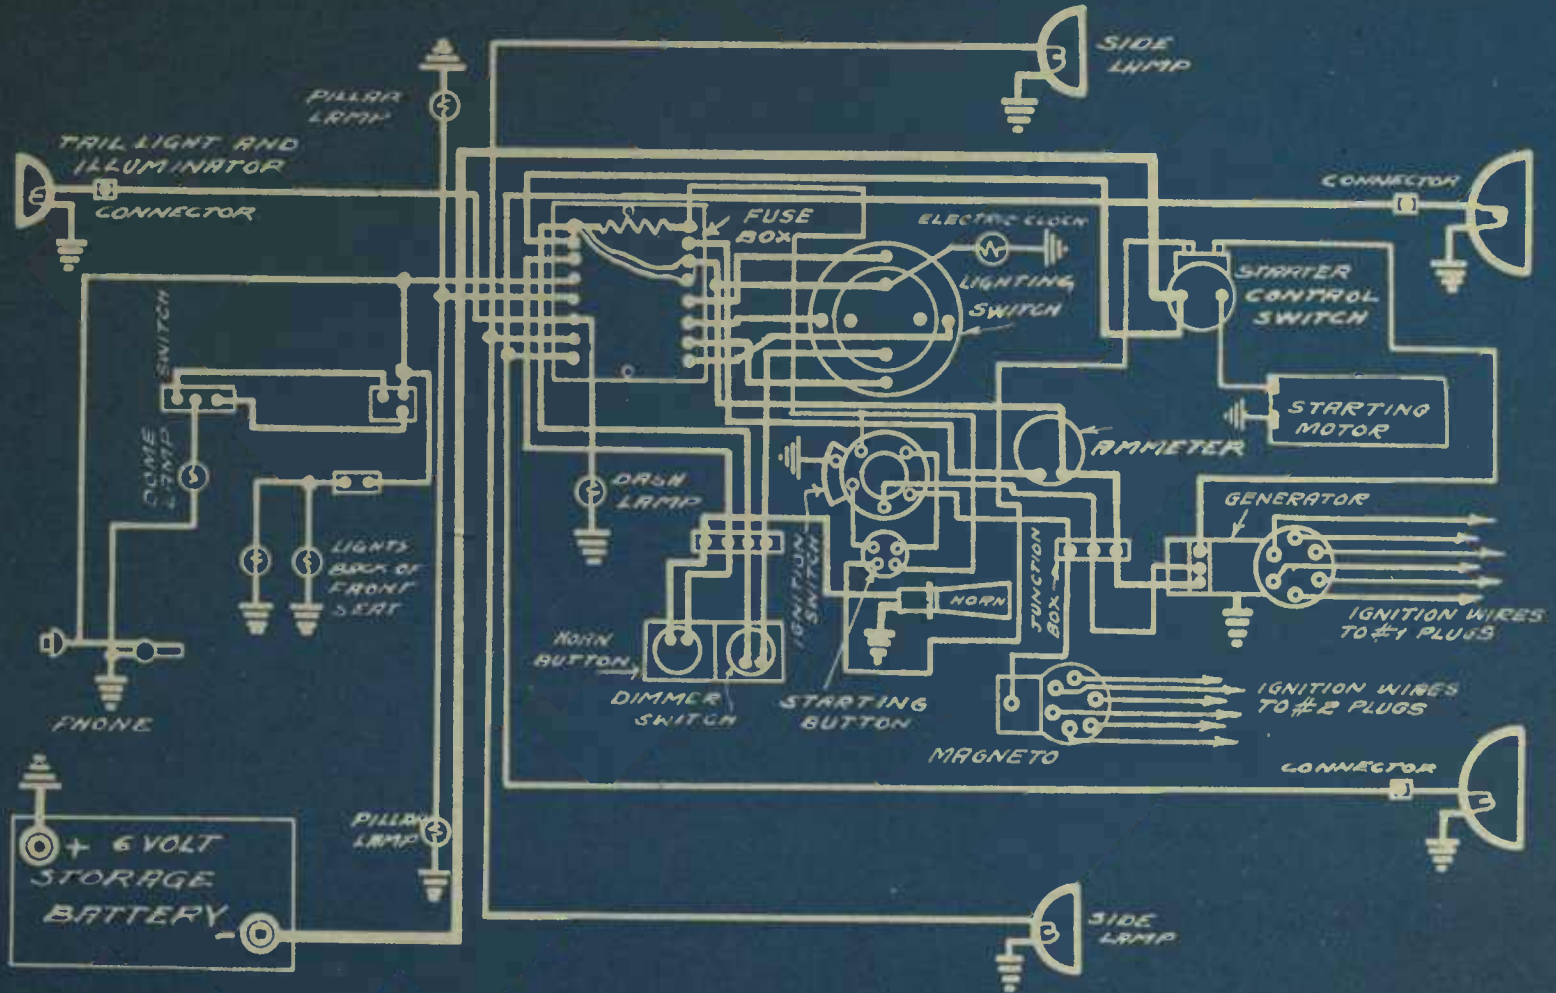 SIDE
LAMP
PILLAR
LAMP
TAIL LIGHT AND
ILLUMINATOR
CONNECTOR
CONNECTOR
FUSE
BOX
ELECTRIC CLOCK
LIGHTING
SWITCH
STARTER
CONTROL
SWITCH
SWITCH
DOME
LAMP
STARTING
MOTOR
AMMETER
DASH
LAMP
GENERATOR
LIGHTS
BACK OF
FRONT
SEAT
IGNITION
SWITCH
JUNCTION
BOX
HORN
IGNITION WIRES
TO #1 PLUGS
HORN
BUTTON
DIMMER
SWITCH
STARTING
BUTTON
IGNITION WIRES
TO #2 PLUGS
PHONE
MAGNETO
CONNECTOR
PILLAR
LAMP
+ 6 VOLT
STORAGE
BATTERY
-
SIDE
LAMP